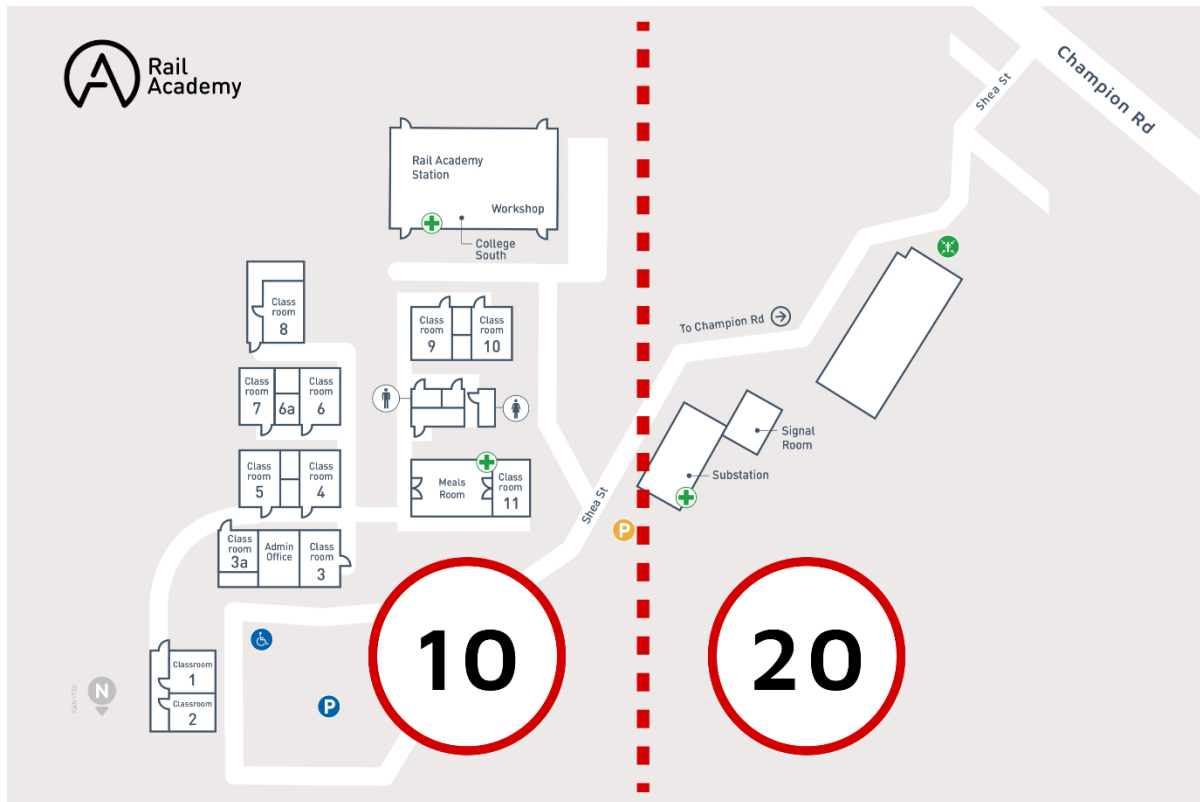 Rail
Academy
Champion Rd
Shea St
Rail Academy
Station
Workshop
College
South
Class
room
8
Class
room
9
Class
room
10
To Champion Rd
Class
room
7
6a
Class
room
6
Signal
Room
Substation
Class
room
5
Class
room
4
Meals
Room
Class
room
11
Shea St
P
Class
room
3a
Admin
Office
Class
room
3
10
20
Classroom
1
Classroom
2
N
P